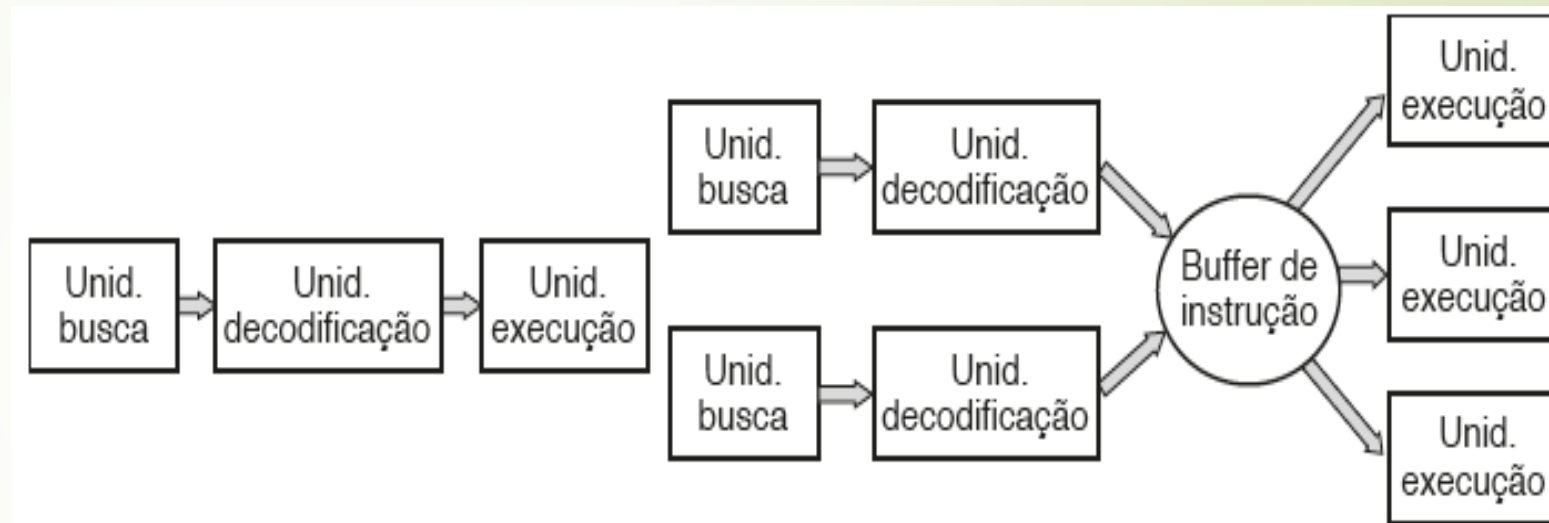 Unid.
busca
Unid.
decodificação
Unid.
execução
Unid.
busca
Unid.
decodificação
Unid.
busca
Unid.
decodificação
Buffer de
instrução
Unid.
execução
Unid.
execução
Unid.
execução